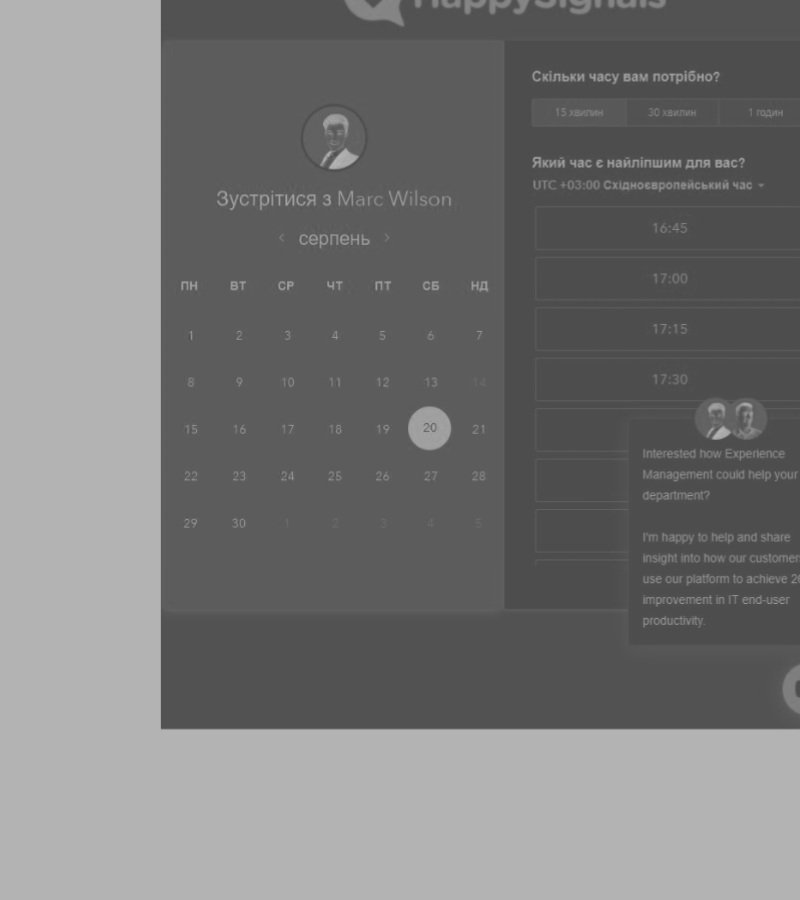 HappySignals
Зустрітися з Marc Wilson
серпень
ПН ВТ СР ЧТ ПТ СБ НД
1 2 3 4 5 6 7
8 9 10 11 12 13 14
15 16 17 18 19 20 21
22 23 24 25 26 27 28
29 30 1 2 3 4 5
Скільки часу вам потрібно?
15 хвилин 30 хвилин 1 годин
Який час є найліпшим для вас?
UTC +03:00 Східноєвропейський час
16:45
17:00
17:15
17:30
Interested how Experience
Management could help your
department?
I'm happy to help and share
insight into how our customers
use our platform to achieve 26
improvement in IT end-user
productivity.